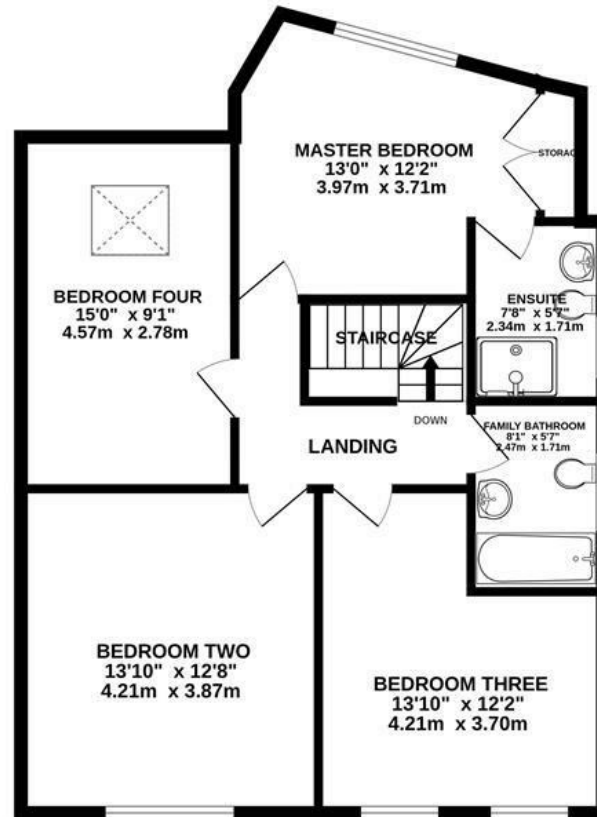 MASTER BEDROOM
13'0" x 12'2"
3.97m x 3.71m
STORAG
BEDROOM FOUR
15'0" x 9'1"
4.57m x 2.78m
ENSUITE
7'8" x 5'7"
2.34m x 1.71m
STAIRCASE
DOWN
LANDING
FAMILY BATHROOM
8'1" x 5'7"
2.47m x 1.71m
BEDROOM TWO
13'10" x 12'8"
4.21m x 3.87m
BEDROOM THREE
13'10" x 12'2"
4.21m x 3.70m